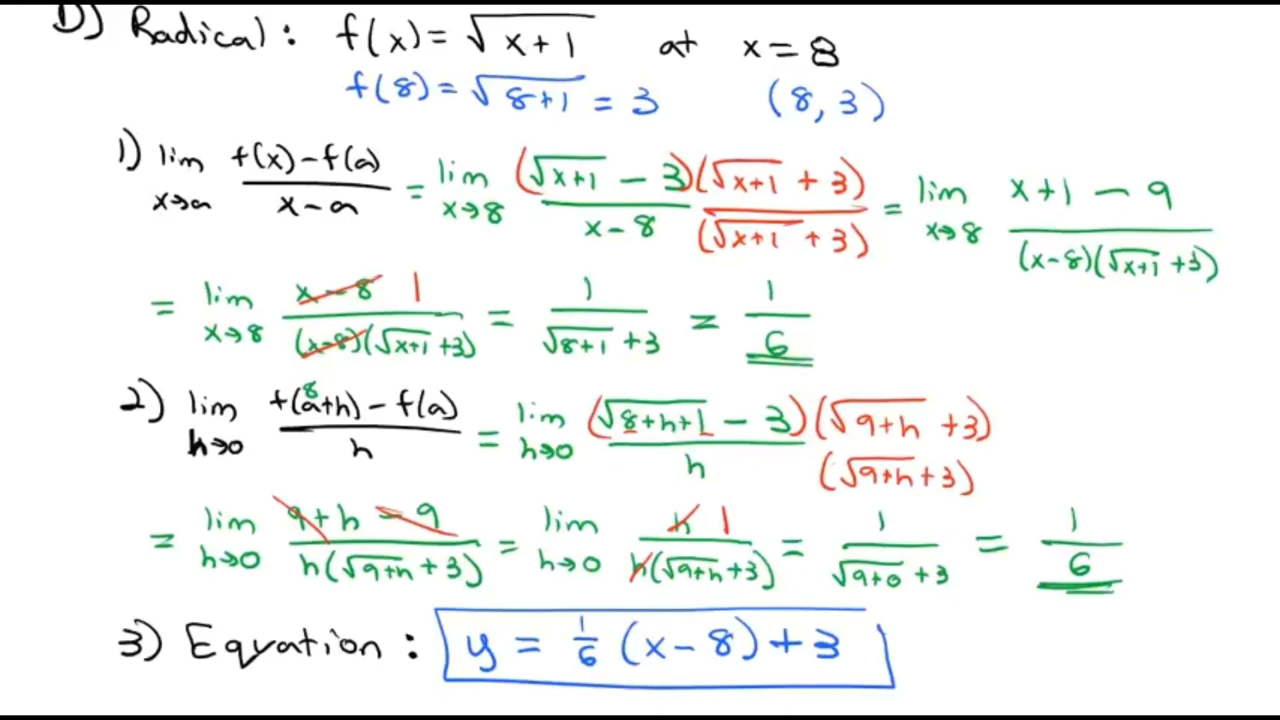 D) Radical: f(x) = √(x+1) at x = 8
f(8) = √(8+1) = 3 (8, 3)
1) lim x→a (f(x) − f(a))/(x − a) = lim x→8 ((√(x+1) − 3)(√(x+1) + 3))/((x − 8)(√(x+1) + 3)) = lim x→8 (x+1 − 9)/((x−8)(√(x+1) + 3))
= lim x→8 (x − 8) 1/((x−8)(√(x+1) + 3)) = 1/(√(8+1) + 3) = 1/6
2) lim h→0 (f(a+h) − f(a))/h 8 = lim h→0 ((√(8+h+1) − 3)(√(9+h) + 3))/(h (√(9+h) + 3))
= lim h→0 (9+h − 9)/(h(√(9+h) + 3)) = lim h→0 h 1/(h(√(9+h) + 3)) = 1/(√(9+0) + 3) = 1/6
3) Equation: y = 1/6 (x − 8) + 3